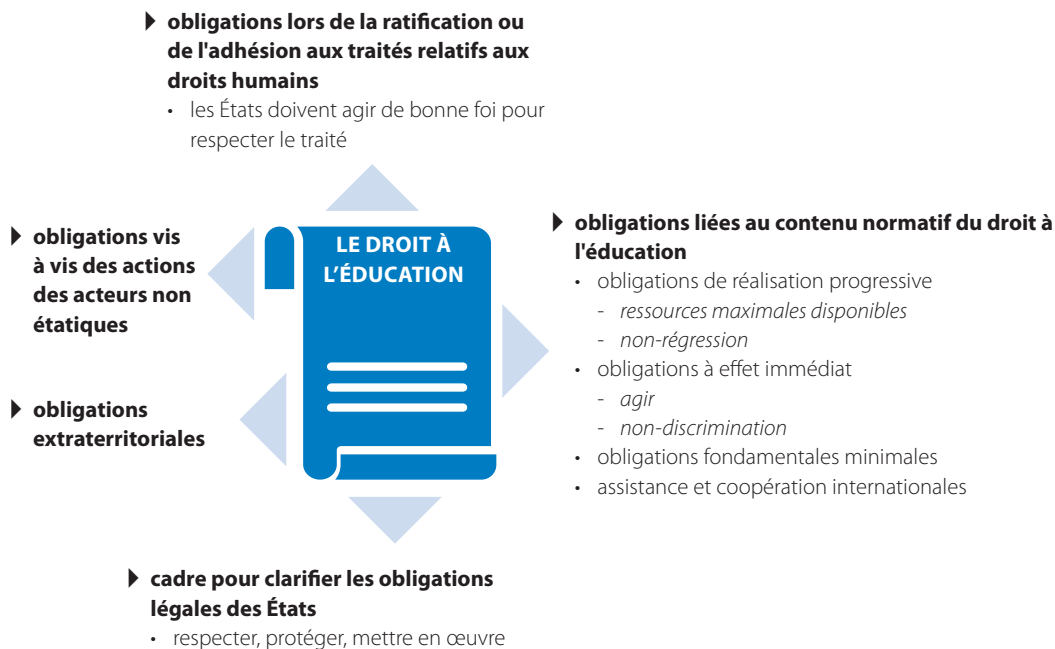 obligations lors de la ratification ou
de l'adhésion aux traités relatifs aux
droits humains
• les États doivent agir de bonne foi pour
respecter le traité
obligations vis
à vis des actions
des acteurs non
étatiques
obligations
extraterritoriales
LE DROIT À
L'ÉDUCATION
obligations liées au contenu normatif du droit à
l'éducation
• obligations de réalisation progressive
- ressources maximales disponibles
- non-régression
• obligations à effet immédiat
- agir
- non-discrimination
• obligations fondamentales minimales
• assistance et coopération internationales
cadre pour clarifier les obligations
légales des États
• respecter, protéger, mettre en œuvre